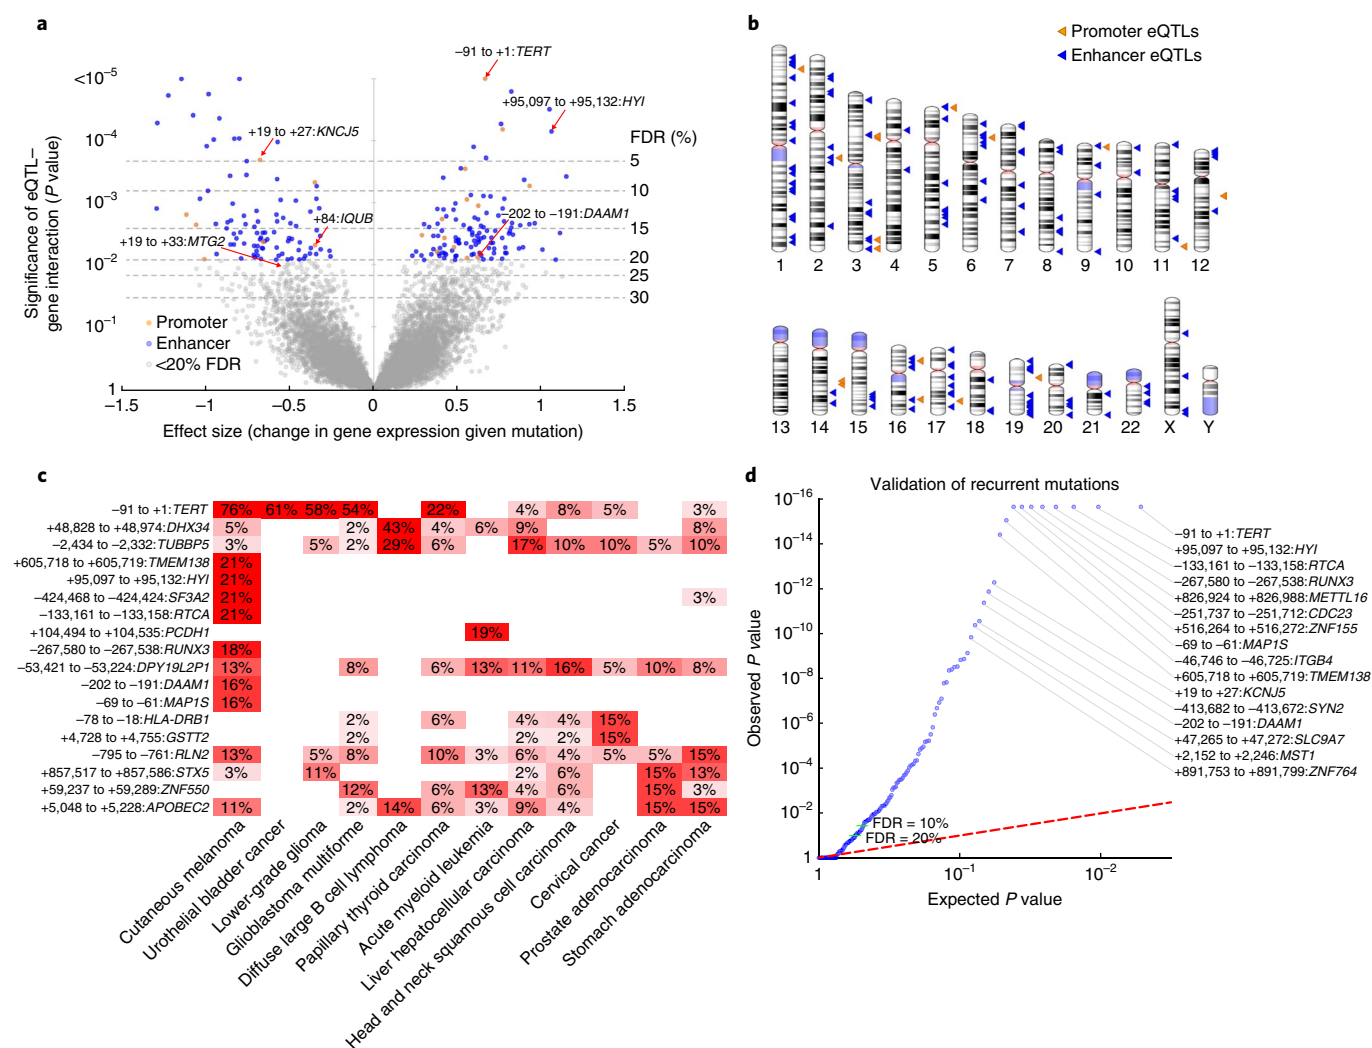 a
–91 to +1:TERT
<10⁻⁵
+95,097 to +95,132:HYI
+19 to +27:KNCJ5
10⁻⁴
FDR (%)
5
10
10⁻³
+84:IQUB
–202 to –191:DAAM1
15
+19 to +33:MTG2
10⁻²
20
25
30
10⁻¹
Promoter
Enhancer
<20% FDR
1
–1.5
–1
–0.5
0
0.5
1
1.5
Effect size (change in gene expression given mutation)
Significance of eQTL–
gene interaction (P value)
b
Promoter eQTLs
Enhancer eQTLs
1 2 3 4 5 6 7 8 9 10 11 12
13 14 15 16 17 18 19 20 21 22 X Y
c
–91 to +1:TERT 76% 61% 58% 54% 22% 4% 8% 5% 3%
+48,828 to +48,974:DHX34 5% 2% 43% 4% 6% 9% 8%
–2,434 to –2,332:TUBBP5 3% 5% 2% 29% 6% 17% 10% 10% 5% 10%
+605,718 to +605,719:TMEM138 21%
+95,097 to +95,132:HYI 21%
–424,468 to –424,424:SF3A2 21% 3%
–133,161 to –133,158:RTCA 21%
+104,494 to +104,535:PCDH1 19%
–267,580 to –267,538:RUNX3 18%
–53,421 to –53,224:DPY19L2P1 13% 8% 6% 13% 11% 16% 5% 10% 8%
–202 to –191:DAAM1 16%
–69 to –61:MAP1S 16%
–78 to –18:HLA-DRB1 2% 6% 4% 4% 15%
+4,728 to +4,755:GSTT2 2% 2% 2% 15%
–795 to –761:RLN2 13% 5% 8% 10% 3% 6% 4% 5% 5% 15%
+857,517 to +857,586:STX5 3% 11% 2% 6% 15% 13%
+59,237 to +59,289:ZNF550 12% 6% 13% 4% 6% 15% 3%
+5,048 to +5,228:APOBEC2 11% 2% 14% 6% 3% 9% 4% 15% 15%
Cutaneous melanoma
Urothelial bladder cancer
Lower-grade glioma
Glioblastoma multiforme
Diffuse large B cell lymphoma
Papillary thyroid carcinoma
Acute myeloid leukemia
Liver hepatocellular carcinoma
Head and neck squamous cell carcinoma
Cervical cancer
Prostate adenocarcinoma
Stomach adenocarcinoma
d
Validation of recurrent mutations
10⁻¹⁶
10⁻¹⁴
10⁻¹²
10⁻¹⁰
10⁻⁸
10⁻⁶
10⁻⁴
10⁻²
1
Observed P value
–91 to +1:TERT
+95,097 to +95,132:HYI
–133,161 to –133,158:RTCA
–267,580 to –267,538:RUNX3
+826,924 to +826,988:METTL16
–251,737 to –251,712:CDC23
+516,264 to +516,272:ZNF155
–69 to –61:MAP1S
–46,746 to –46,725:ITGB4
+605,718 to +605,719:TMEM138
+19 to +27:KCNJ5
–413,682 to –413,672:SYN2
–202 to –191:DAAM1
+47,265 to +47,272:SLC9A7
+2,152 to +2,246:MST1
+891,753 to +891,799:ZNF764
FDR = 10%
FDR = 20%
1
10⁻¹
10⁻²
Expected P value